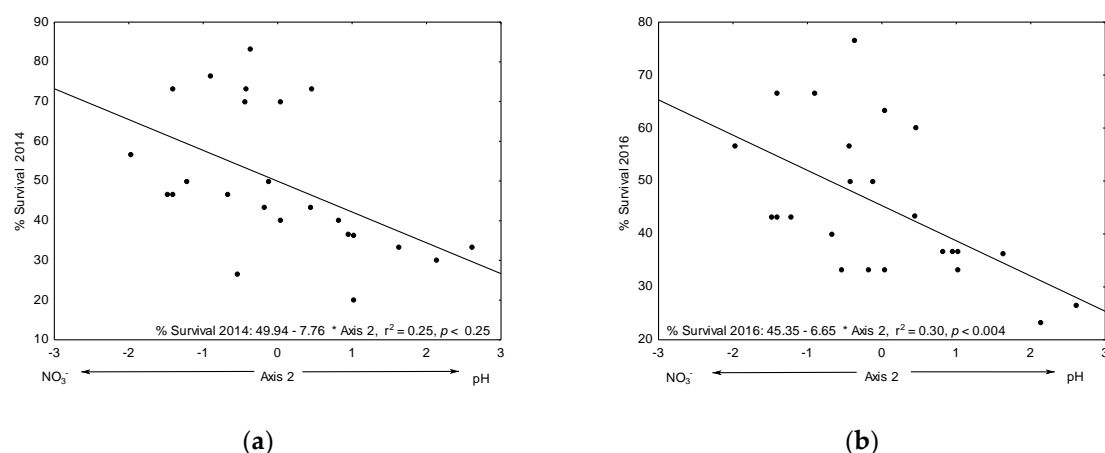 90
80
70
60
50
40
30
20
10
% Survival 2014
% Survival 2014: 49.94 - 7.76 * Axis 2, r² = 0.25, p < 0.25
-3 -2 -1 0 1 2 3
NO₃⁻ Axis 2 pH
(a)
80
70
60
50
40
30
20
% Survival 2016
% Survival 2016: 45.35 - 6.65 * Axis 2, r² = 0.30, p < 0.004
-3 -2 -1 0 1 2 3
NO₃⁻ Axis 2 pH
(b)